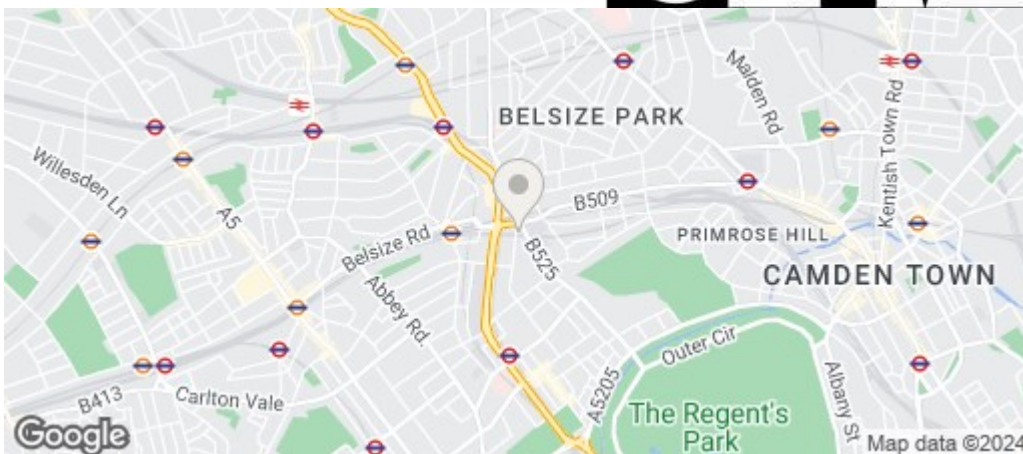 BELSIZE PARK
Malden Rd
Kentish Town Rd
Willesden Ln
A5
B509
Belsize Rd
B525
PRIMROSE HILL
CAMDEN TOWN
Abbey Rd.
Outer Cir
A5205
Albany St
B413
Carlton Vale
The Regent's
Park
Google
Map data ©2024